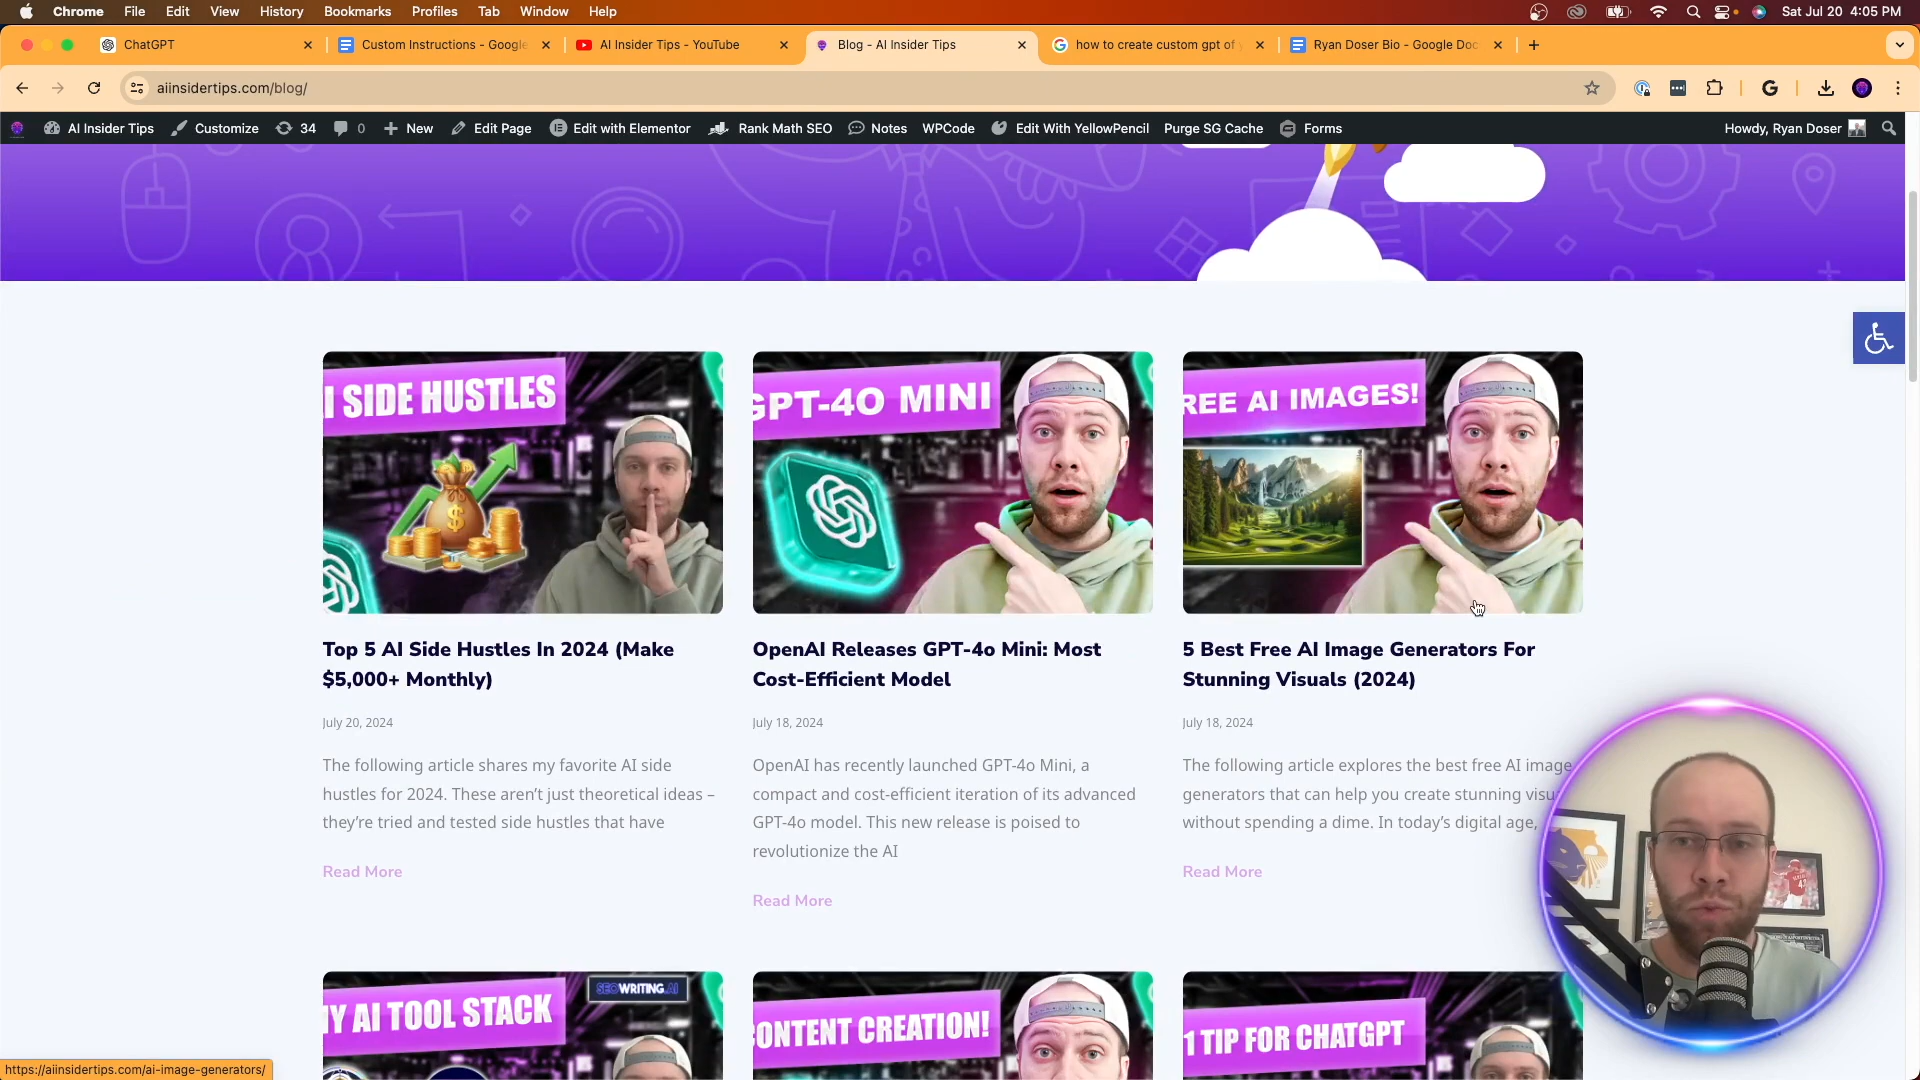 Chrome File Edit View History Bookmarks Profiles Tab Window Help Sat Jul 20 4:05 PM
ChatGPT Custom Instructions - Google AI Insider Tips - YouTube Blog - AI Insider Tips how to create custom gpt of Ryan Doser Bio - Google Doc
aiinsidertips.com/blog/
AI Insider Tips Customize 34 0 New Edit Page Edit with Elementor Rank Math SEO Notes WPCode Edit With YellowPencil Purge SG Cache Forms Howdy, Ryan Doser
I SIDE HUSTLES
GPT-4O MINI
REE AI IMAGES!
Top 5 AI Side Hustles In 2024 (Make
$5,000+ Monthly)
July 20, 2024
The following article shares my favorite AI side
hustles for 2024. These aren't just theoretical ideas –
they're tried and tested side hustles that have
Read More
OpenAI Releases GPT-4o Mini: Most
Cost-Efficient Model
July 18, 2024
OpenAI has recently launched GPT-4o Mini, a
compact and cost-efficient iteration of its advanced
GPT-4o model. This new release is poised to
revolutionize the AI
Read More
5 Best Free AI Image Generators For
Stunning Visuals (2024)
July 18, 2024
The following article explores the best free AI image
generators that can help you create stunning visu
without spending a dime. In today's digital age,
Read More
MY AI TOOL STACK
SEOWRITING.AI
CONTENT CREATION!
1 TIP FOR CHATGPT
https://aiinsidertips.com/ai-image-generators/